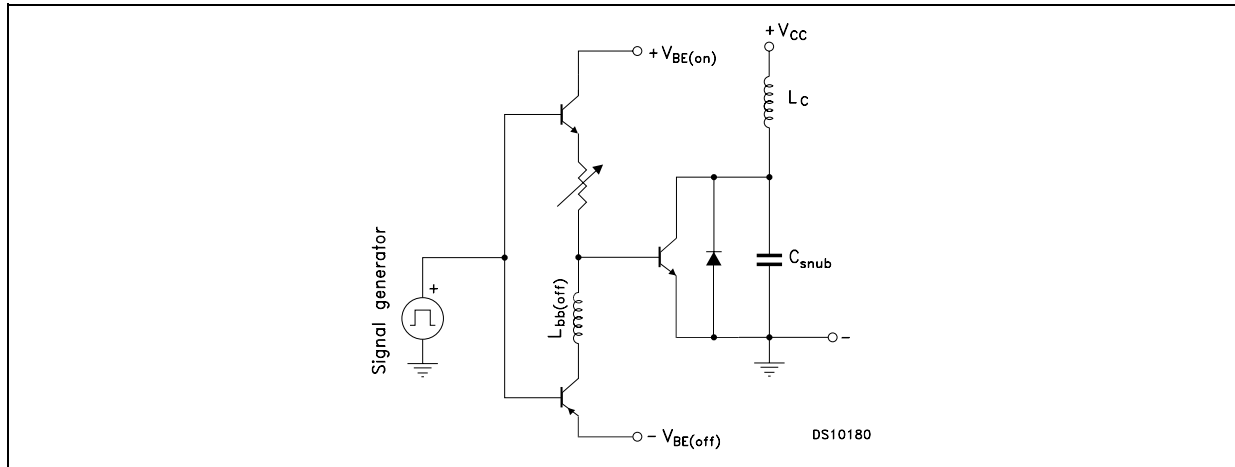 + VCC
+ VBE(on)
LC
Signal generator
+
Lbb(off)
Csnub
-
- VBE(off)
DS10180